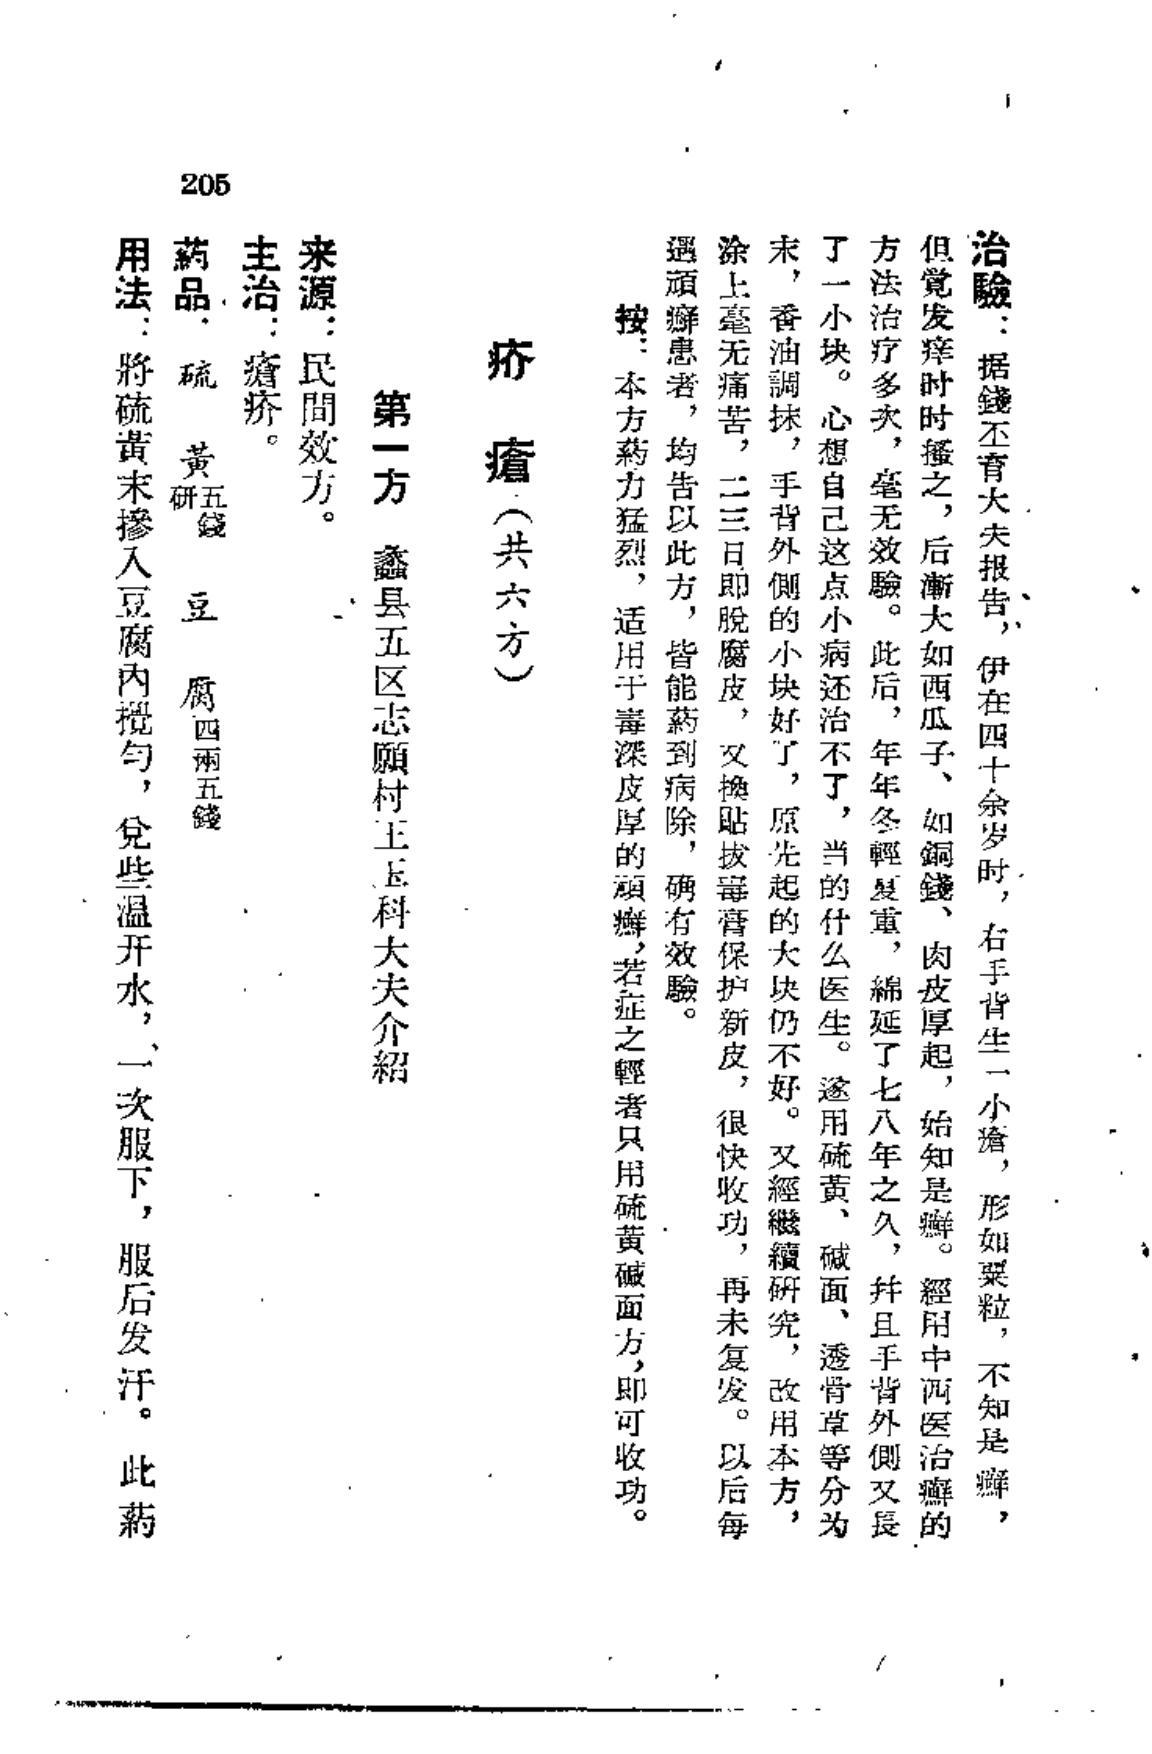 治驗：据錢丕育大夫报告，伊在四十余岁时，右手背生一小滄，形如粟粒，不知是癬，
但覚发痒时时搔之，后漸大如西瓜子、如銅錢、肉皮厚起，始知是癬。經用中西医治癬的
方法治疗多次，毫无效驗。此后，年年冬輕夏重，綿延了七八年之久，幷且手背外側又長
了一小块。心想自己这点小病还治不了，当的什么医生。遂用硫黃、碱面、透骨草等分为
末，香油調抹，手背外側的小块好了，原先起的大块仍不好。又經繼續研究，改用本方，
涂上毫无痛苦，二三日即脫腐皮，又換貼拔毒膏保护新皮，很快收功，再未复发。以后每
遇頑癬患者，均告以此方，皆能葯到病除，确有效驗。
按：本方葯力猛烈，适用于毒深皮厚的頑癬，若症之輕者只用硫黃碱面方，即可收功。
疥瘡（共六方）
第一方　蠡县五区志願村王玉科大夫介紹
来源：民間效方。
主治：瘡疥。
葯品：硫黃五錢研　豆腐四兩五錢
用法：將硫黃末摻入豆腐內攪勻，兌些溫开水，一次服下，服后发汗。此葯
205